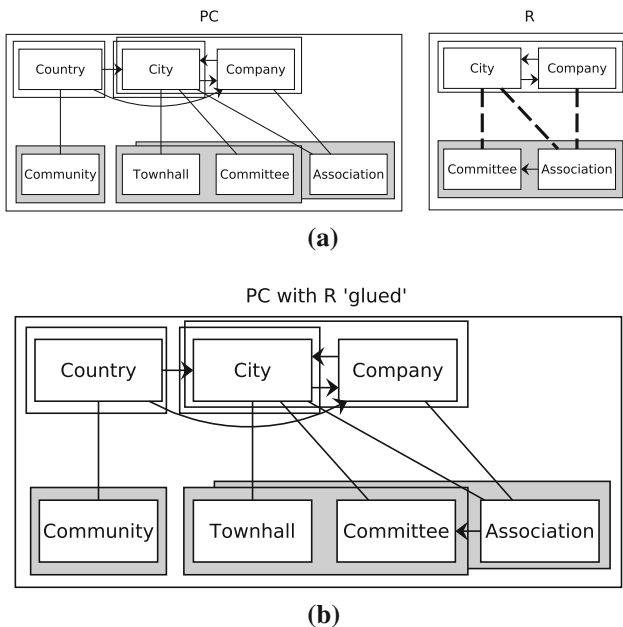 PC R
Country City Company City Company
Community Townhall Committee Association Committee Association
(a)
PC with R 'glued'
Country City Company
Community Townhall Committee Association
(b)